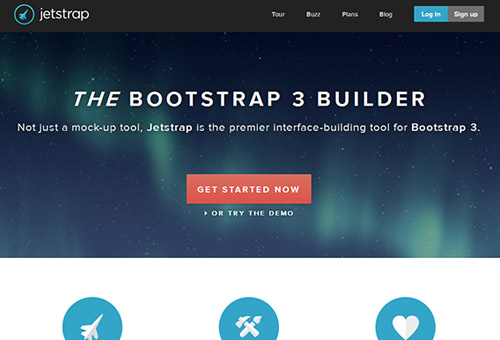 jetstrap
Tour Buzz Plans Blog Log In Sign up
THE BOOTSTRAP 3 BUILDER
Not just a mock-up tool, Jetstrap is the premier interface-building tool for Bootstrap 3.
GET STARTED NOW
OR TRY THE DEMO